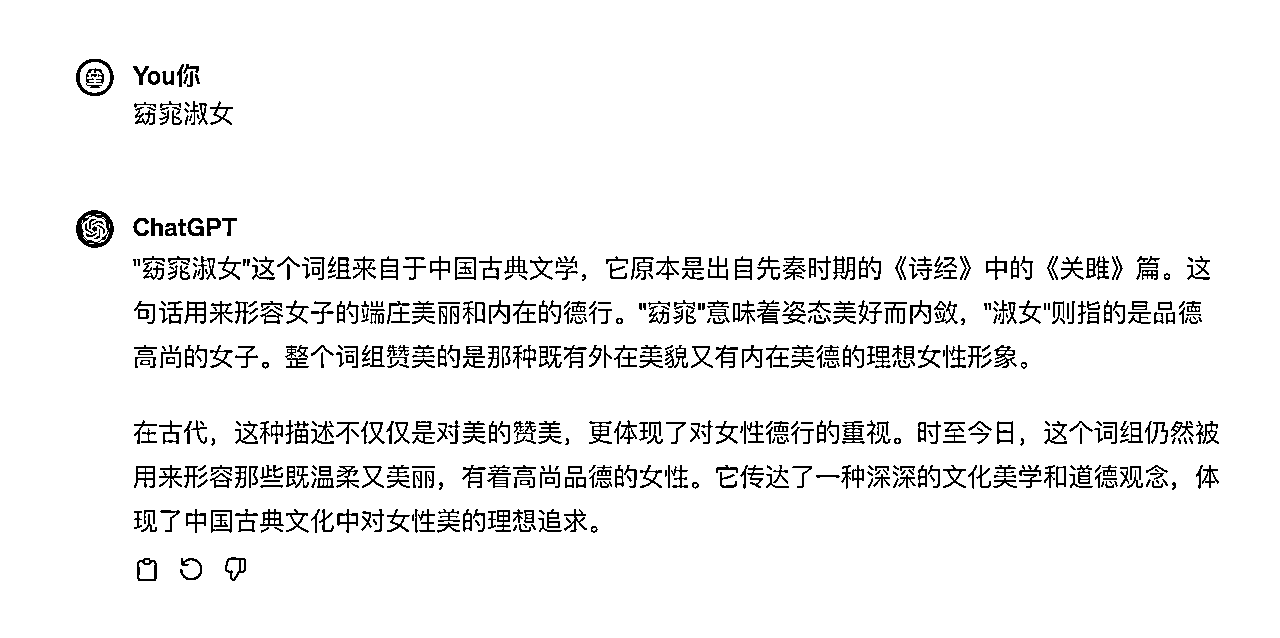 You你
窈窕淑女
ChatGPT
"窈窕淑女"这个词组来自于中国古典文学，它原本是出自先秦时期的《诗经》中的《关雎》篇。这
句话用来形容女子的端庄美丽和内在的德行。"窈窕"意味着姿态美好而内敛，"淑女"则指的是品德
高尚的女子。整个词组赞美的是那种既有外在美貌又有内在美德的理想女性形象。
在古代，这种描述不仅仅是对美的赞美，更体现了对女性德行的重视。时至今日，这个词组仍然被
用来形容那些既温柔又美丽，有着高尚品德的女性。它传达了一种深深的文化美学和道德观念，体
现了中国古典文化中对女性美的理想追求。